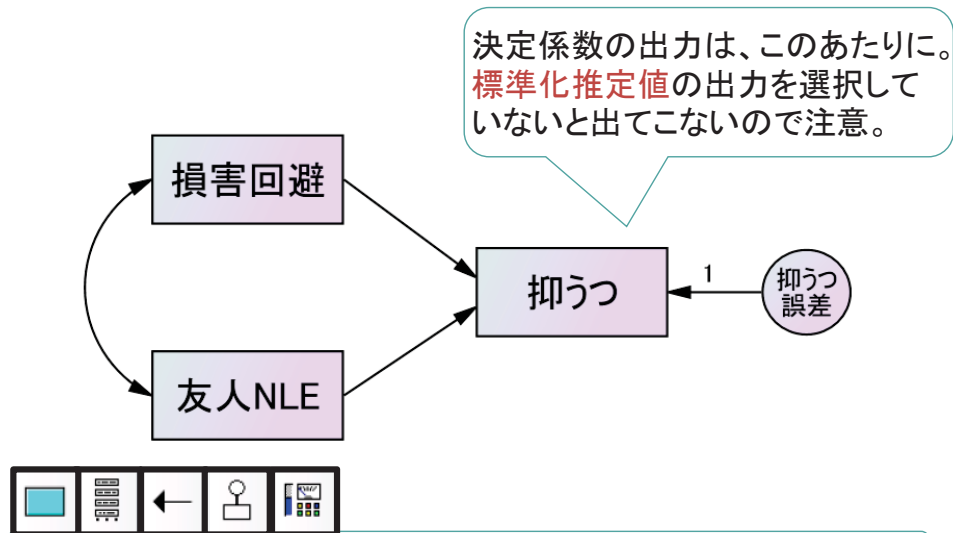 決定係数の出力は、このあたりに。
標準化推定値の出力を選択して
いないと出てこないので注意。
損害回避
抑うつ
1
抑うつ
誤差
友人NLE